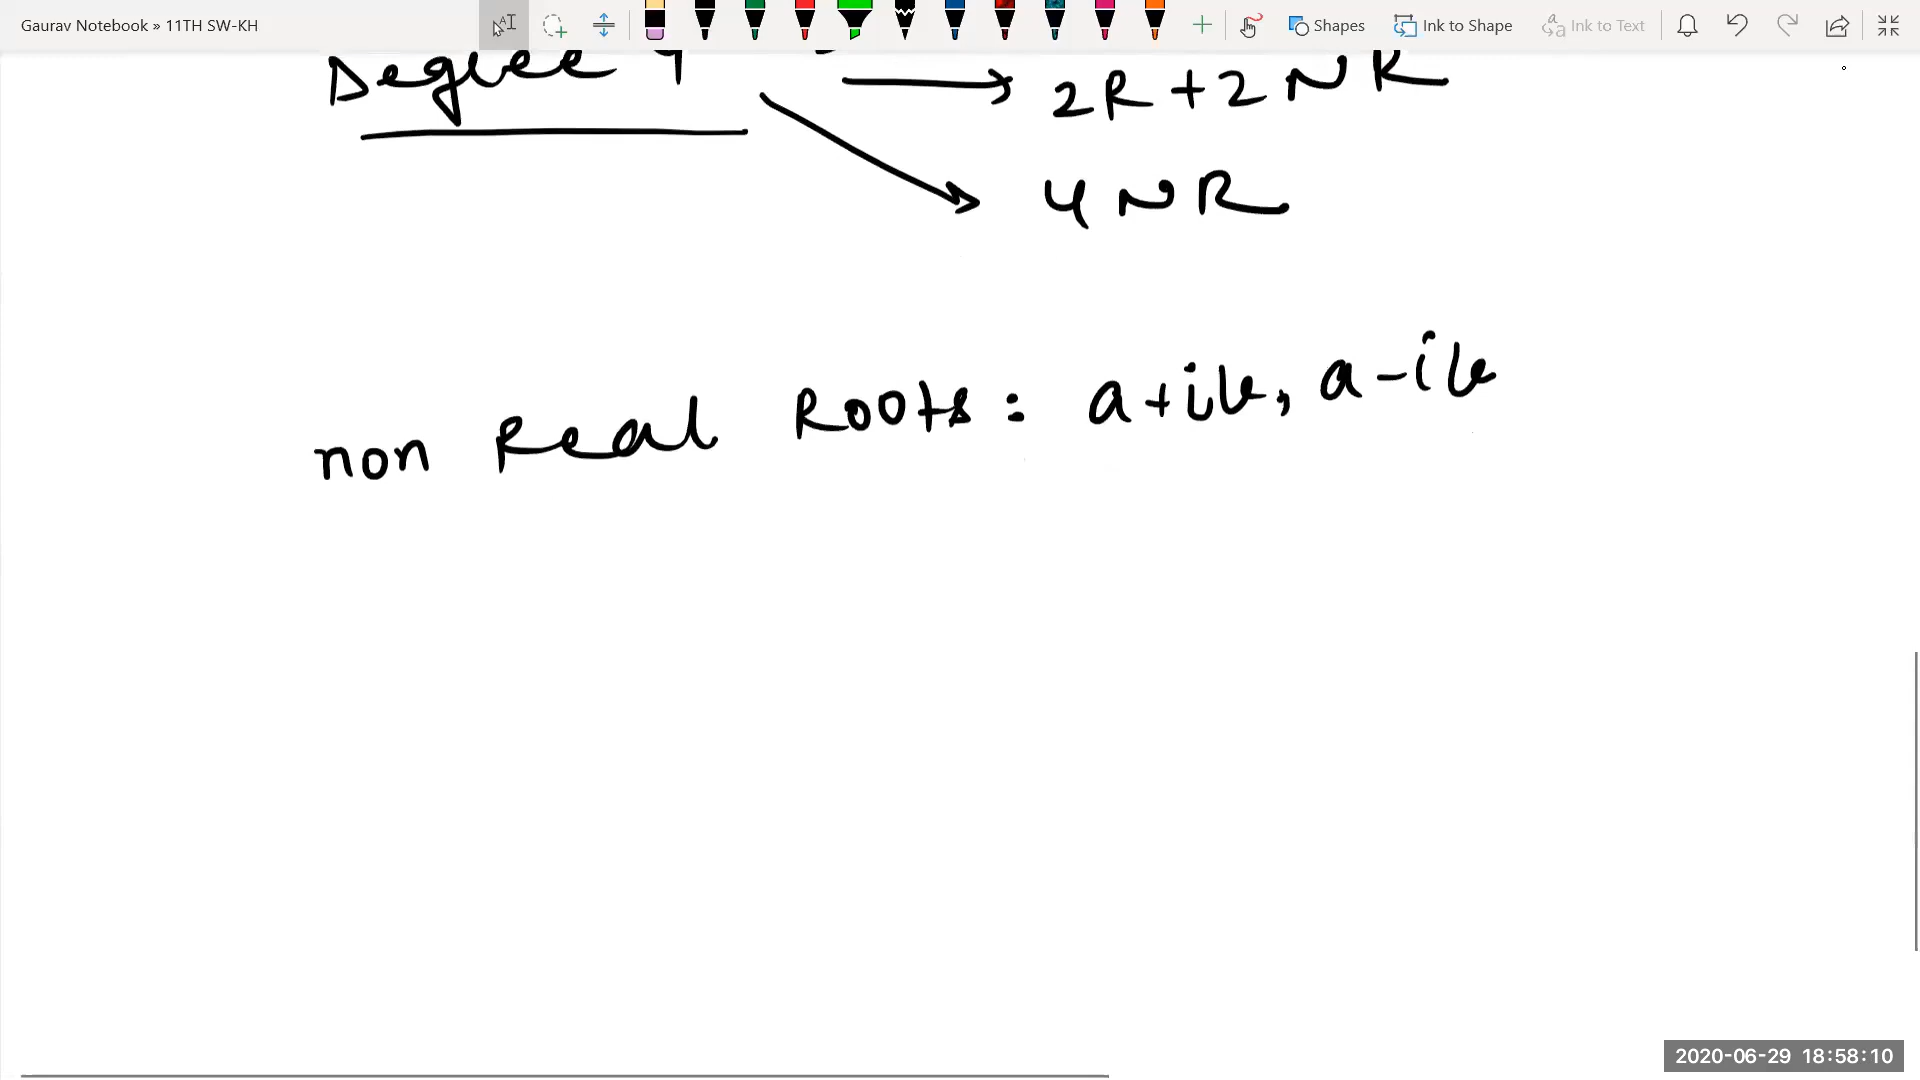 Gaurav Notebook » 11TH SW-KH
Shapes
Ink to Shape
Ink to Text
Degree 4
2R+2NR
4NR
non Real Roots: a+ib, a-ib
2020-06-29 18:58:10